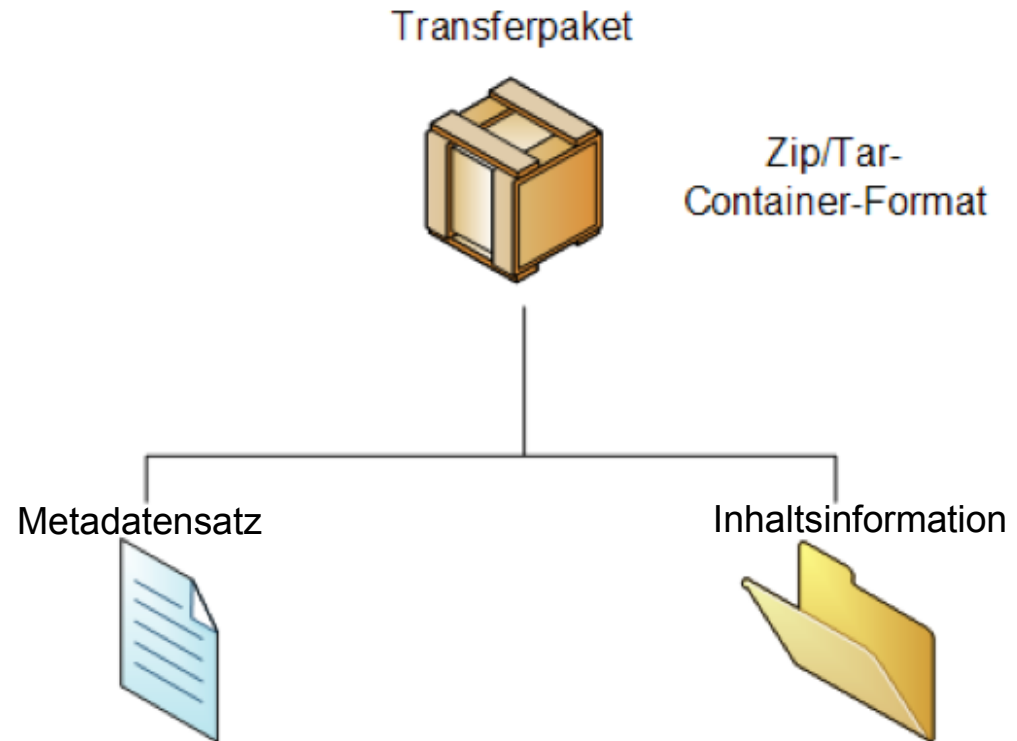 Transferpaket
Zip/Tar-
Container-Format
Metadatensatz
Inhaltsinformation